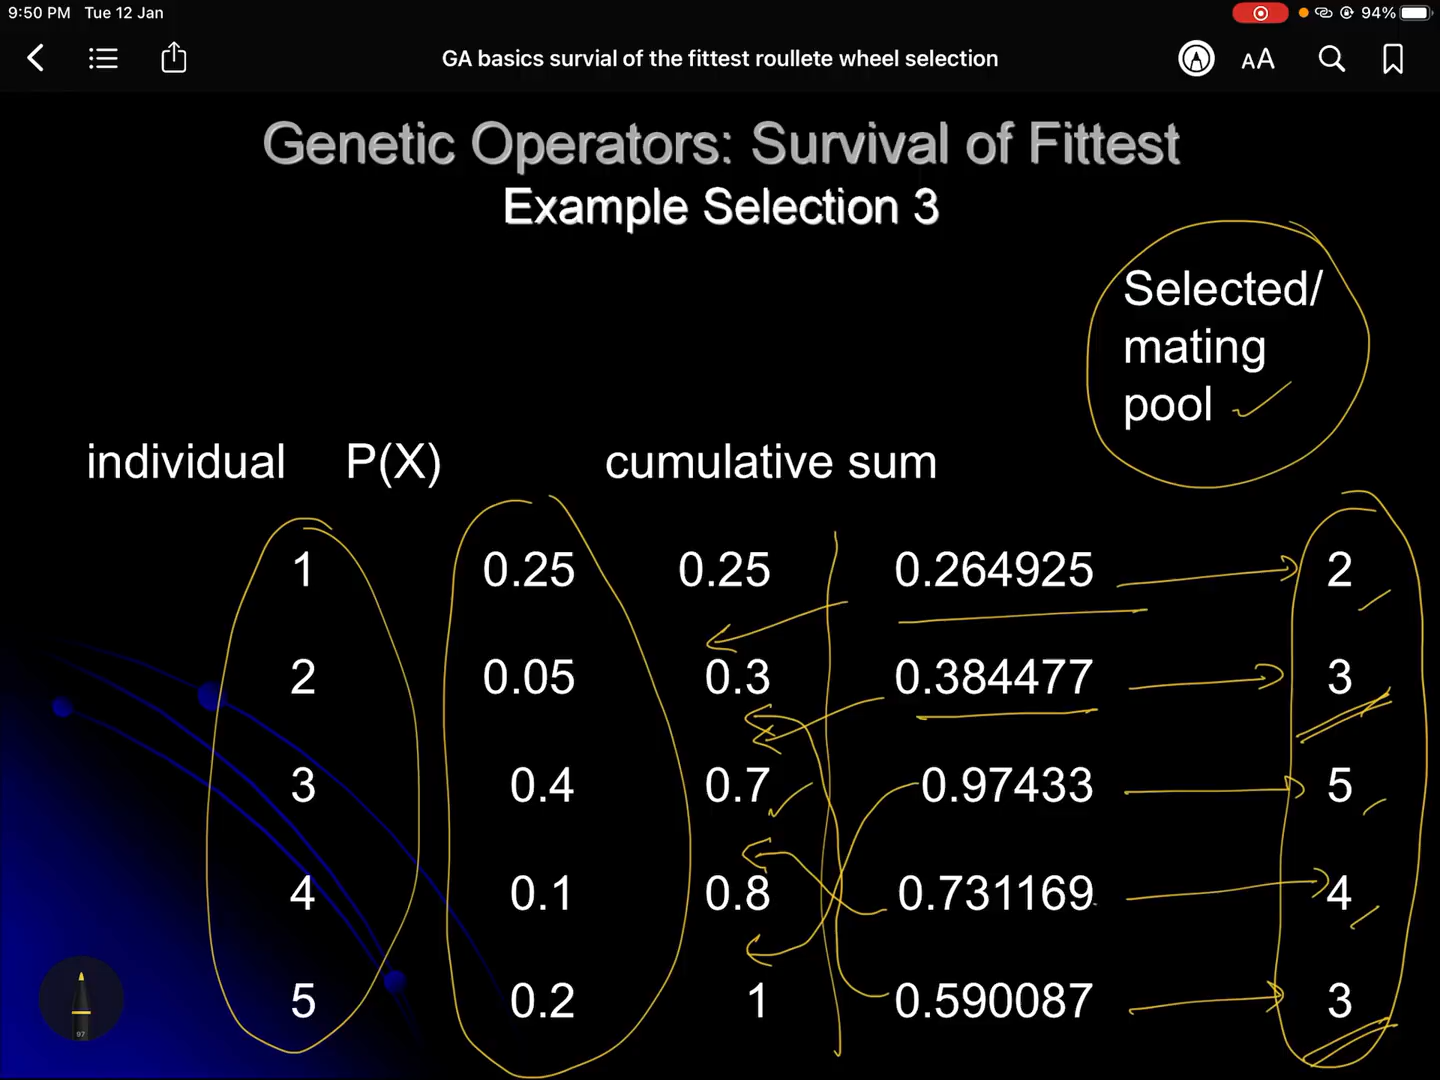 9:50 PM Tue 12 Jan 94%
AA
GA basics survial of the fittest roullete wheel selection
Genetic Operators: Survival of Fittest
Example Selection 3
Selected/
mating
pool
individual P(X) cumulative sum
1 0.25 0.25 0.264925 2
2 0.05 0.3 0.384477 3
3 0.4 0.7 0.97433 5
4 0.1 0.8 0.731169 4
5 0.2 1 0.590087 3
97